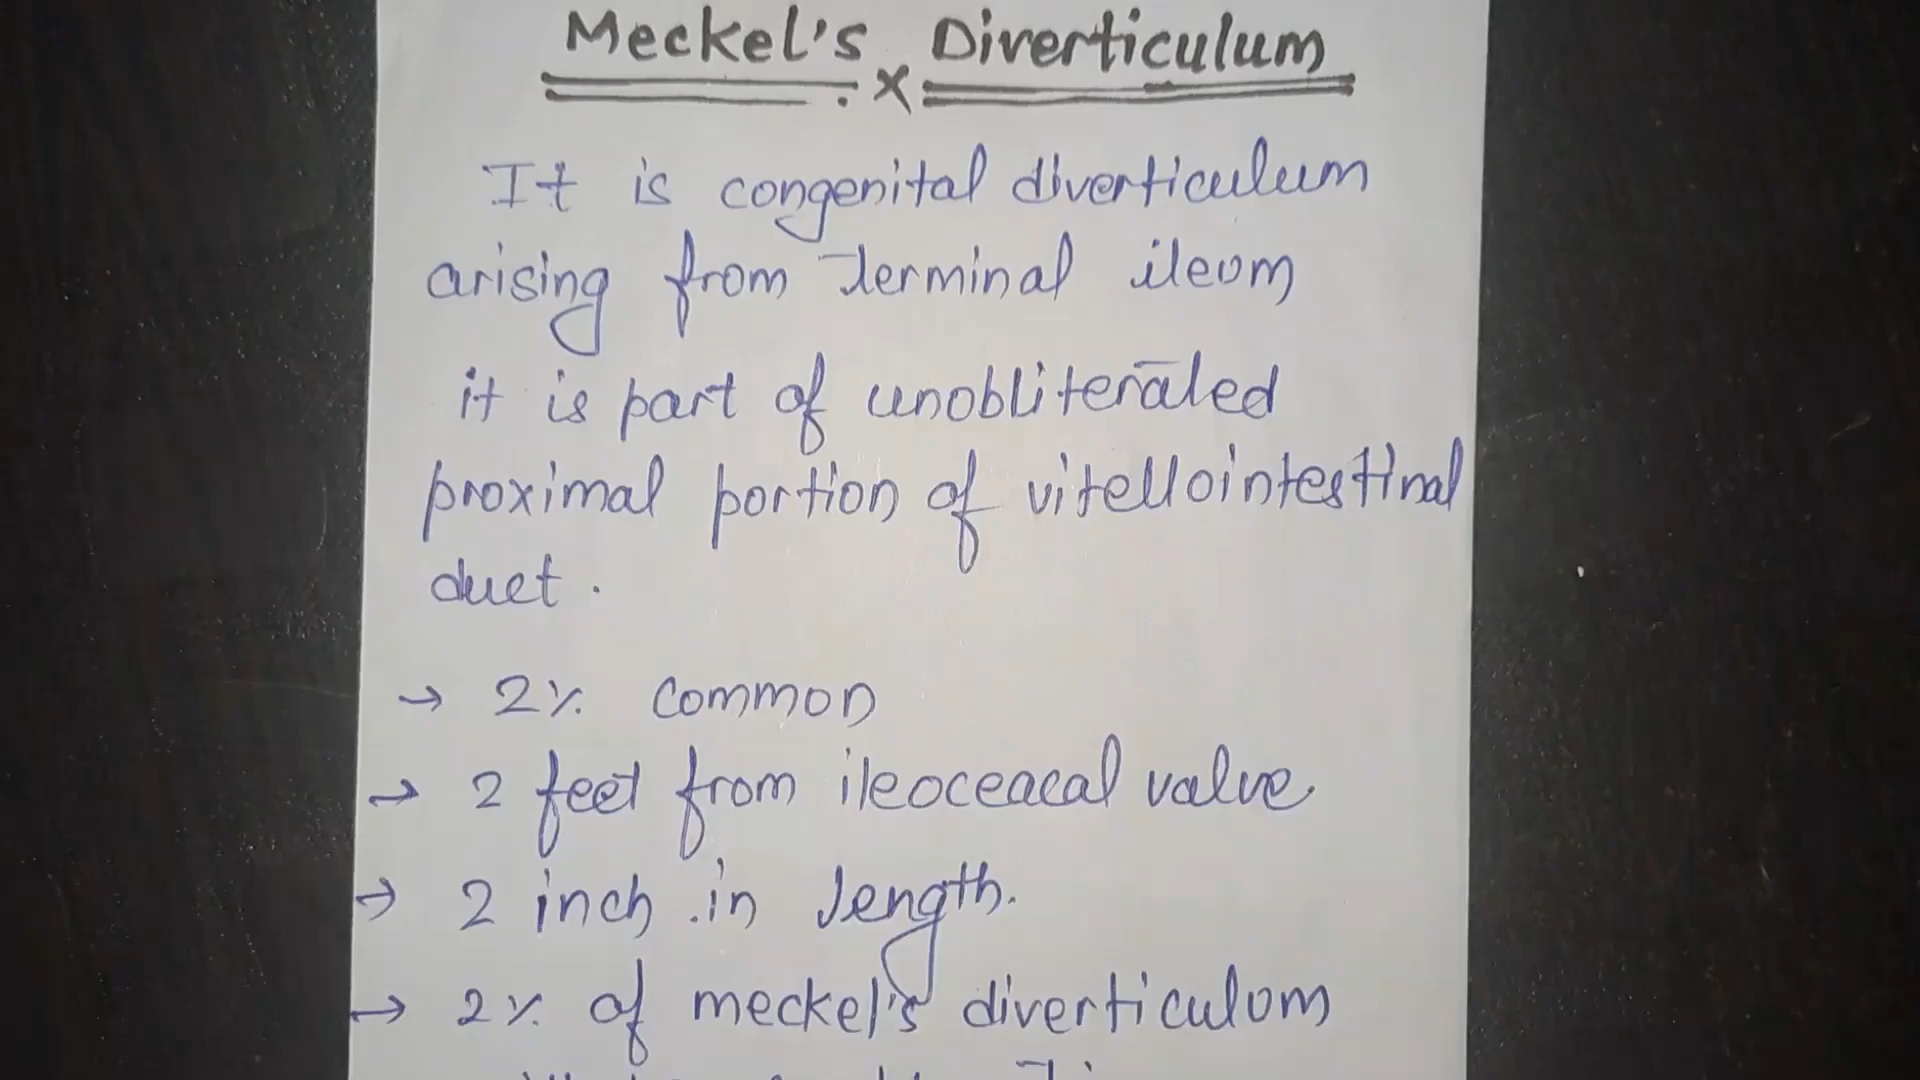 Meckel's Diverticulum
It is congenital diverticulum
arising from terminal ileum
it is part of unobliterated
proximal portion of vitellointestinal
duct.
→ 2% common
→ 2 feet from ileoceacal valve
→ 2 inch in length.
→ 2% of meckel's diverticulum